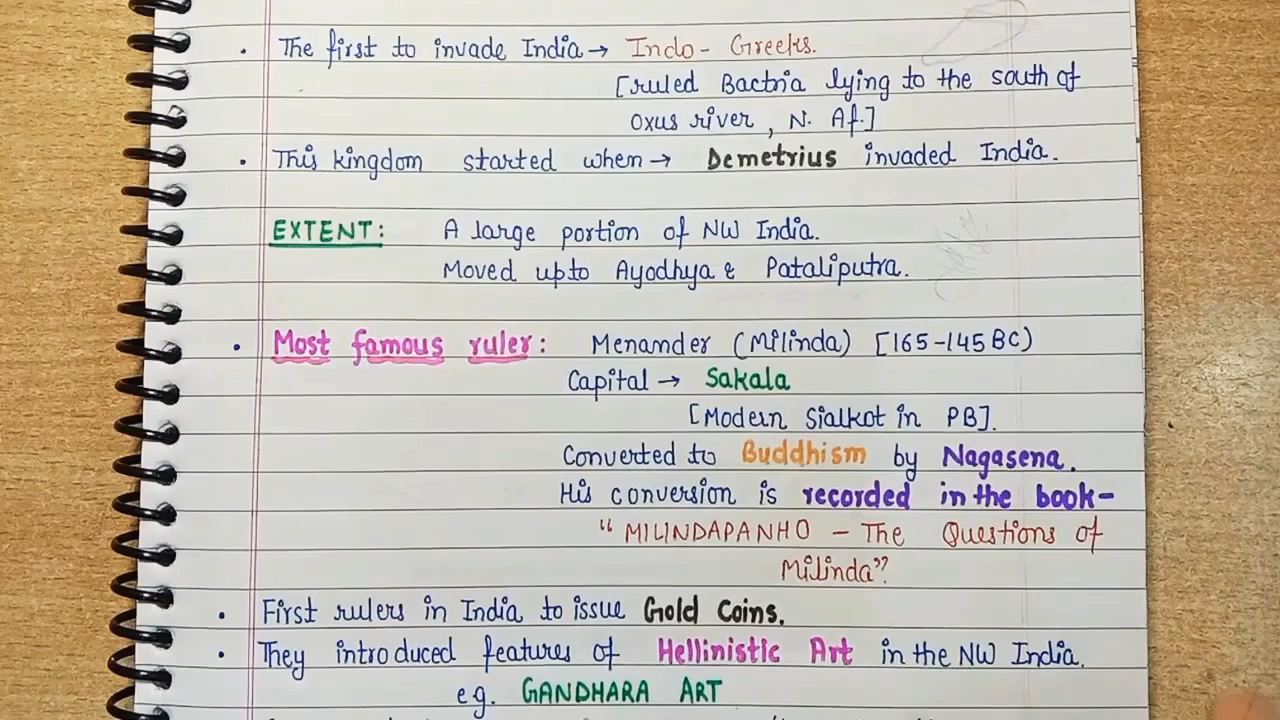 • The first to invade India → Indo - Greeks.
[ruled Bactria lying to the south of
oxus river, N. Af.]
• This kingdom started when → Demetrius invaded India.
EXTENT: A large portion of NW India.
Moved upto Ayodhya & Pataliputra.
• Most famous ruler: Menander (Milinda) [165-145 BC)
Capital → Sakala
[Modern Sialkot in PB].
Converted to Buddhism by Nagasena.
His conversion is recorded in the book-
"MILINDAPANHO - The Questions of
Milinda"
• First rulers in India to issue Gold Coins.
• They introduced features of Hellinistic Art in the NW India.
e.g. GANDHARA ART